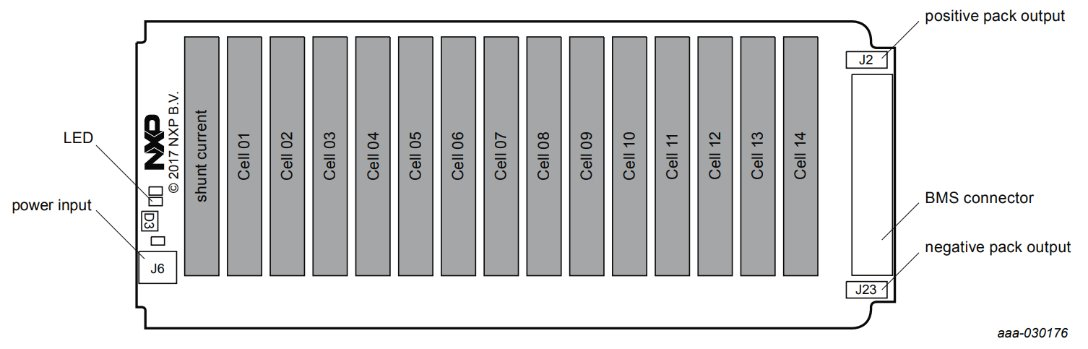 positive pack output
J2
LED
power input
NXP
© 2017 NXP B.V.
D3
J6
shunt current
Cell 01
Cell 02
Cell 03
Cell 04
Cell 05
Cell 06
Cell 07
Cell 08
Cell 09
Cell 10
Cell 11
Cell 12
Cell 13
Cell 14
BMS connector
negative pack output
J23
aaa-030176